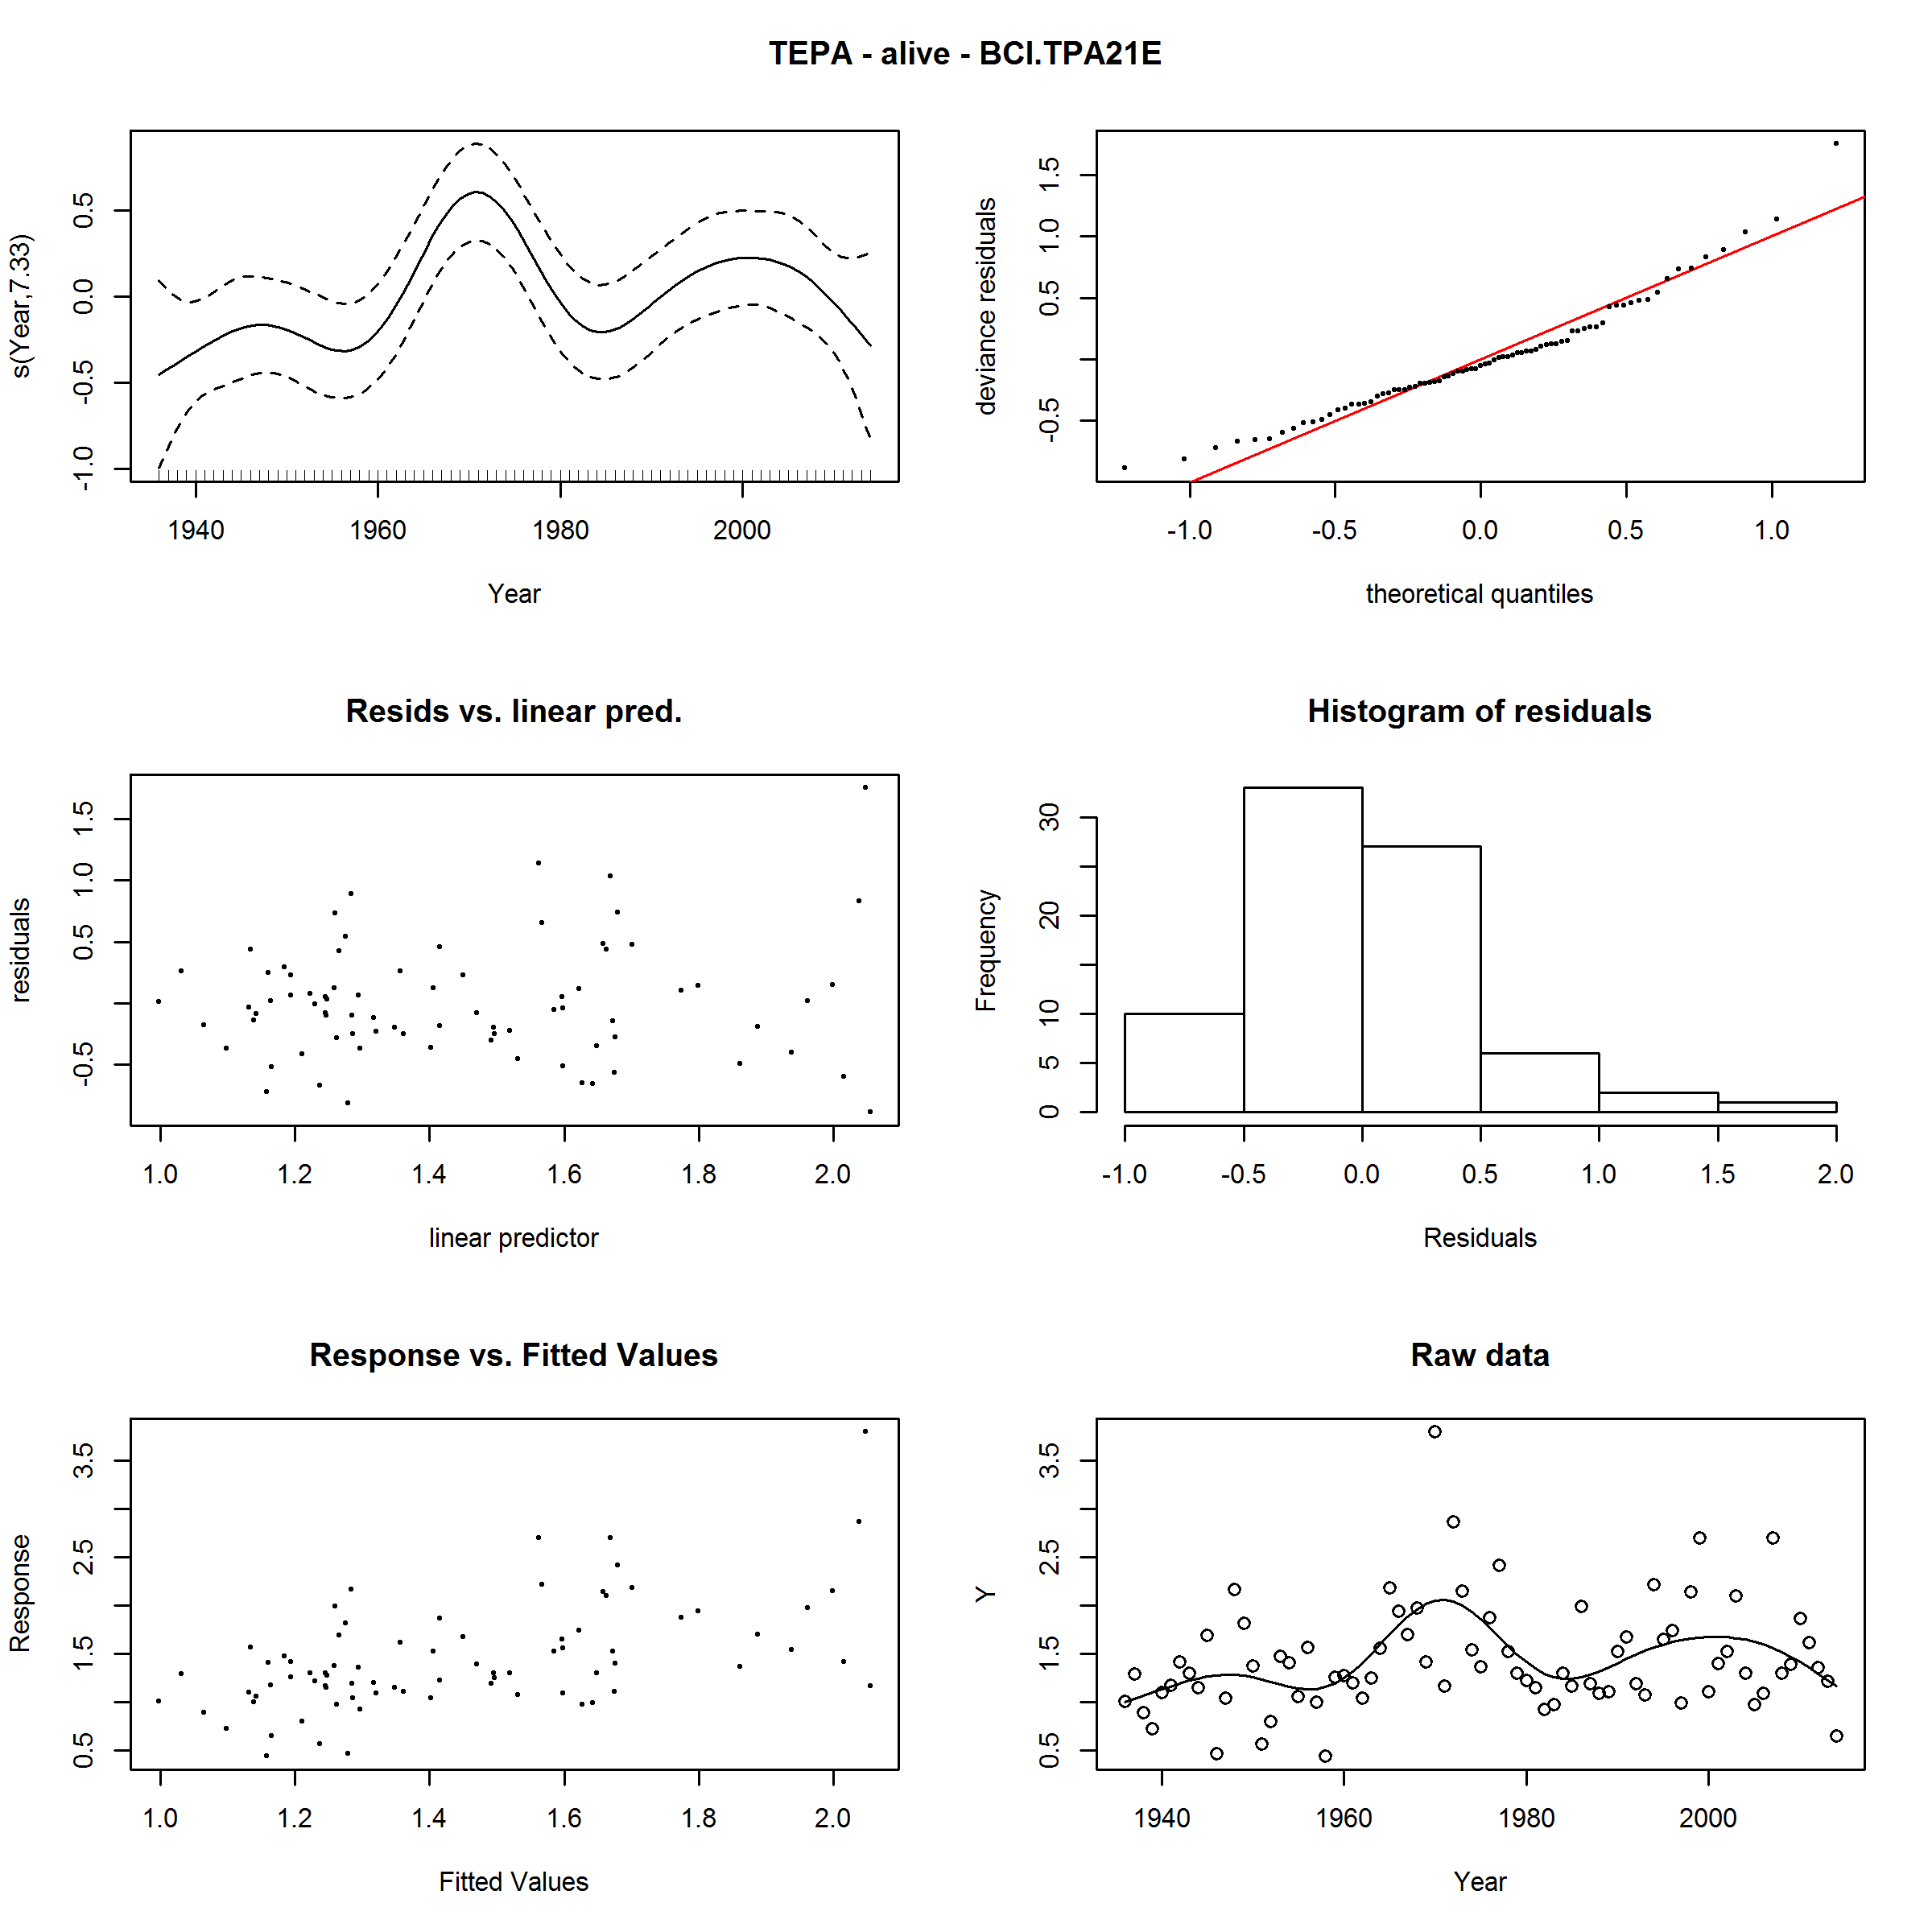 TEPA - alive - BCI.TPA21E
s(Year,7.33)
-1.0 -0.5 0.0 0.5
1940 1960 1980 2000
Year
deviance residuals
-0.5 0.5 1.0 1.5
-1.0 -0.5 0.0 0.5 1.0
theoretical quantiles
Resids vs. linear pred.
residuals
-0.5 0.5 1.0 1.5
1.0 1.2 1.4 1.6 1.8 2.0
linear predictor
Histogram of residuals
Frequency
0 5 10 20 30
-1.0 -0.5 0.0 0.5 1.0 1.5 2.0
Residuals
Response vs. Fitted Values
Response
0.5 1.5 2.5 3.5
1.0 1.2 1.4 1.6 1.8 2.0
Fitted Values
Raw data
Y
0.5 1.5 2.5 3.5
1940 1960 1980 2000
Year